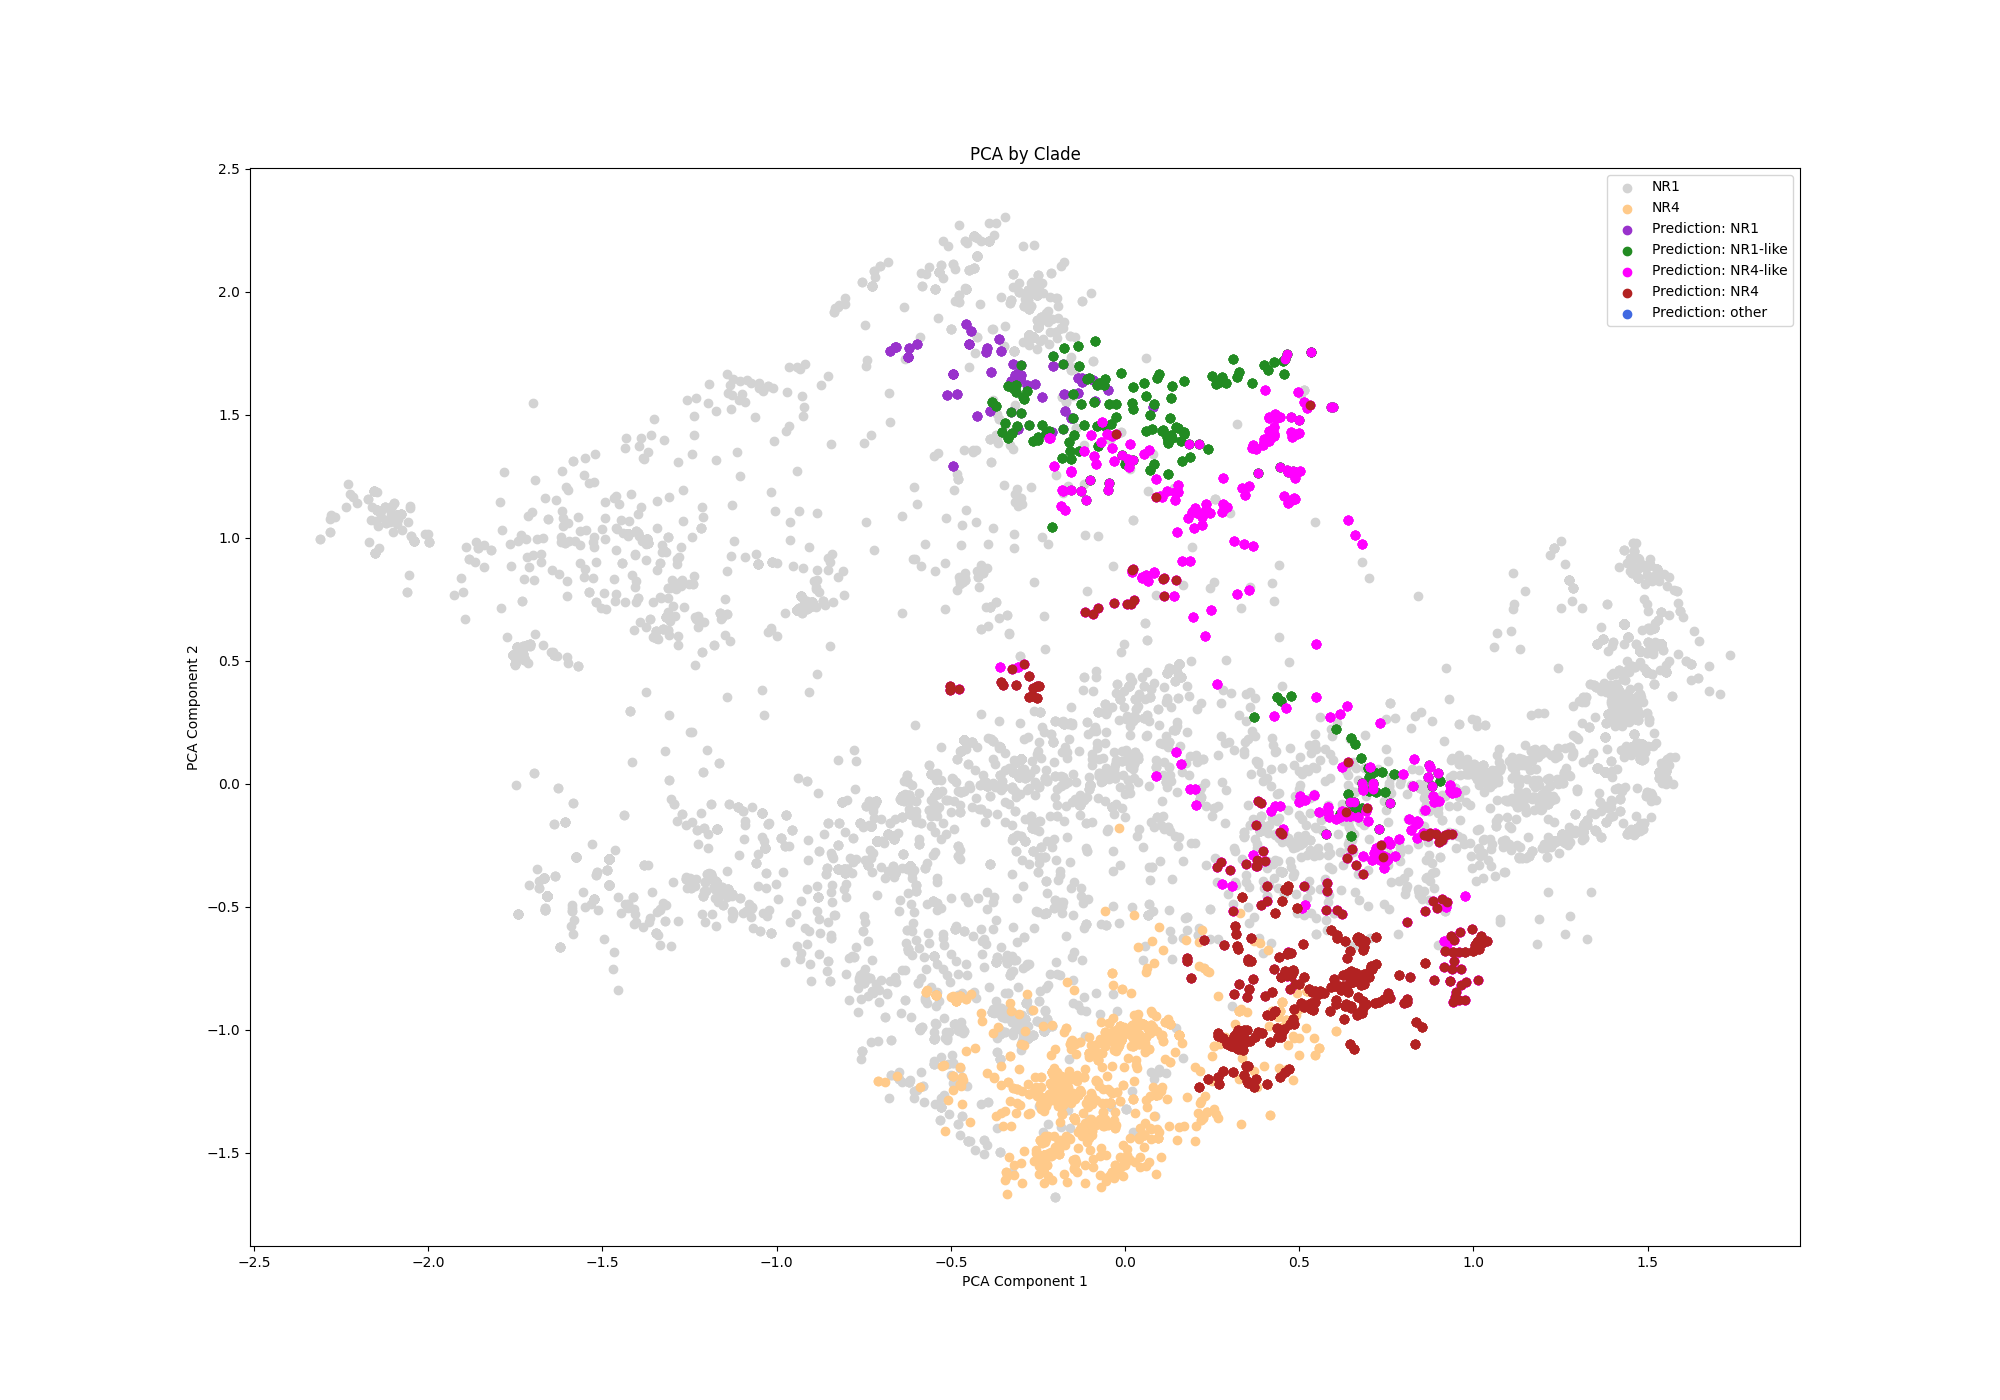 PCA by Clade
2.5
2.0
1.5
1.0
0.5
0.0
−0.5
−1.0
−1.5
PCA Component 2
NR1
NR4
Prediction: NR1
Prediction: NR1-like
Prediction: NR4-like
Prediction: NR4
Prediction: other
−2.5 −2.0 −1.5 −1.0 −0.5 0.0 0.5 1.0 1.5
PCA Component 1